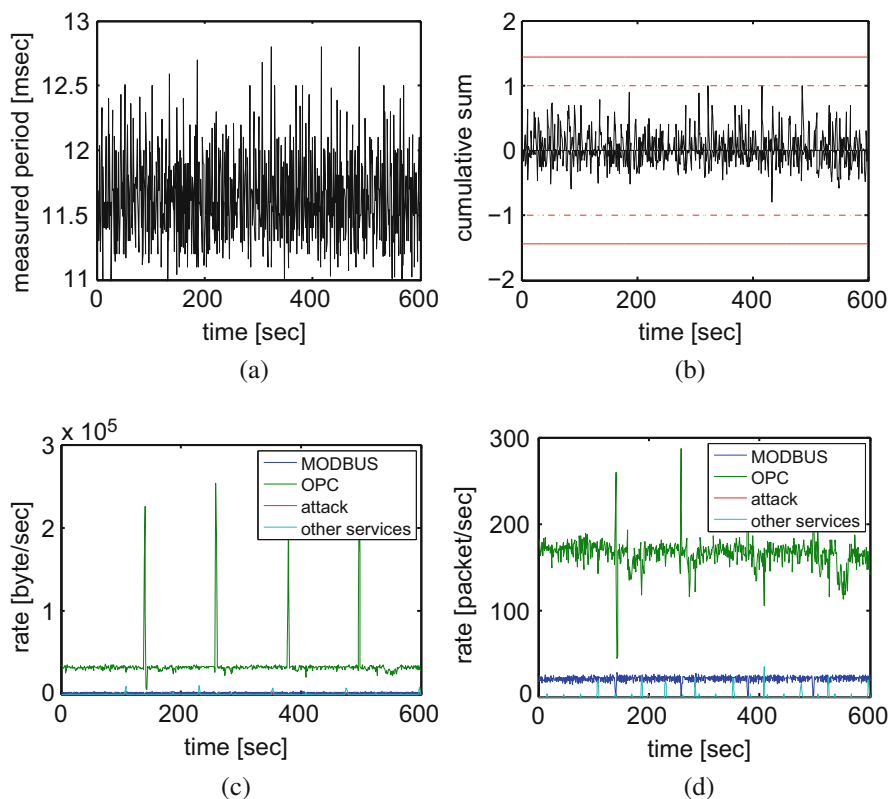 13
12.5
12
11.5
11
measured period [msec]
0
200
400
600
time [sec]
(a)
2
1
0
−1
−2
cumulative sum
0
200
400
600
time [sec]
(b)
x 10^5
3
2
1
0
rate [byte/sec]
MODBUS
OPC
attack
other services
0
200
400
600
time [sec]
(c)
300
200
100
0
rate [packet/sec]
MODBUS
OPC
attack
other services
0
200
400
600
time [sec]
(d)